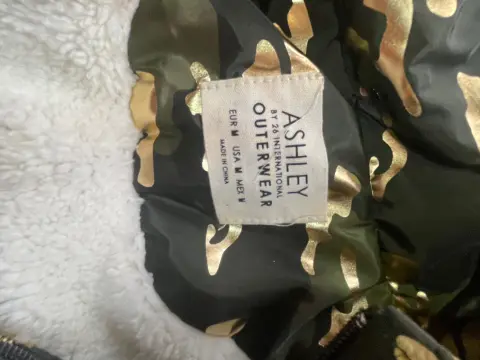 ASHLEY
BY 26 INTERNATIONAL
OUTERWEAR
EUR M USA M MEX M
MADE IN CHINA